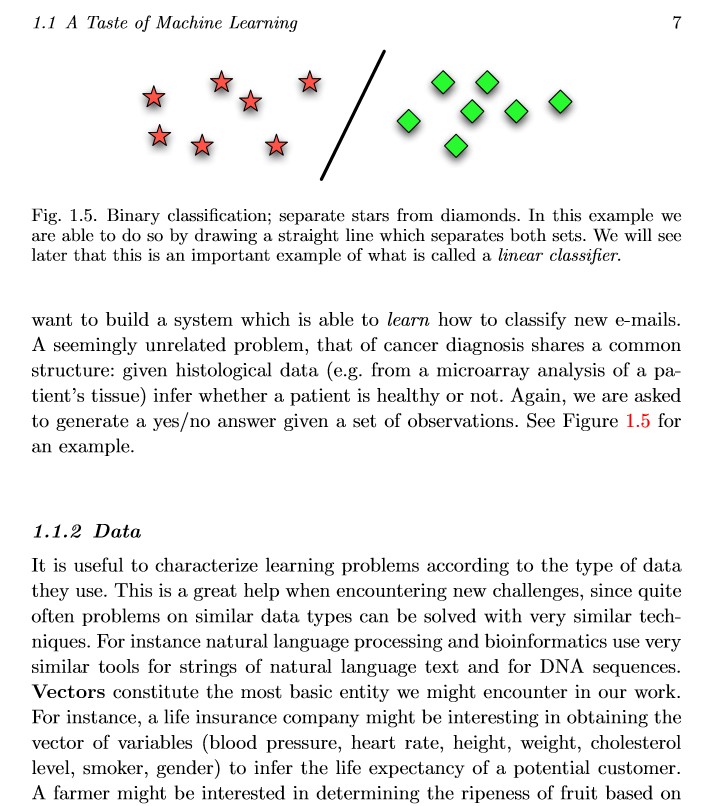 1.1 A Taste of Machine Learning 7
Fig. 1.5. Binary classification; separate stars from diamonds. In this example we
are able to do so by drawing a straight line which separates both sets. We will see
later that this is an important example of what is called a linear classifier.
want to build a system which is able to learn how to classify new e-mails.
A seemingly unrelated problem, that of cancer diagnosis shares a common
structure: given histological data (e.g. from a microarray analysis of a pa-
tient's tissue) infer whether a patient is healthy or not. Again, we are asked
to generate a yes/no answer given a set of observations. See Figure 1.5 for
an example.
1.1.2 Data
It is useful to characterize learning problems according to the type of data
they use. This is a great help when encountering new challenges, since quite
often problems on similar data types can be solved with very similar tech-
niques. For instance natural language processing and bioinformatics use very
similar tools for strings of natural language text and for DNA sequences.
Vectors constitute the most basic entity we might encounter in our work.
For instance, a life insurance company might be interesting in obtaining the
vector of variables (blood pressure, heart rate, height, weight, cholesterol
level, smoker, gender) to infer the life expectancy of a potential customer.
A farmer might be interested in determining the ripeness of fruit based on